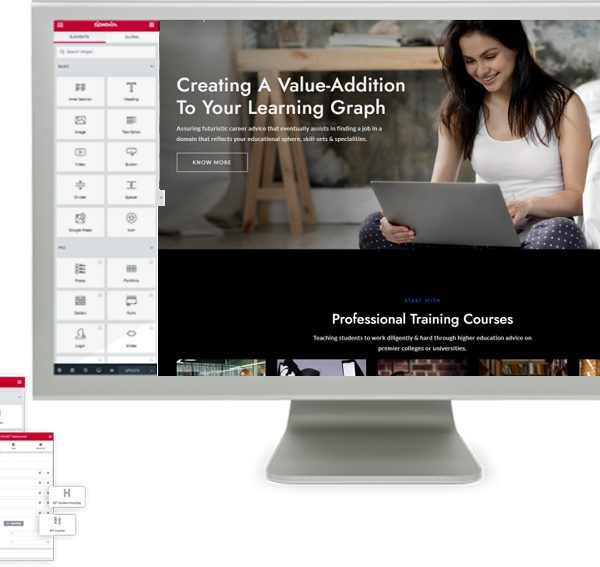 elementor
ELEMENTS
GLOBAL
Search Widget...
BASIC
Inner Section
Heading
Image
Text Editor
Video
Button
Divider
Spacer
Google Maps
Icon
PRO
Posts
Portfolio
Gallery
Form
Login
Slides
UPDATE
Creating A Value-Addition
To Your Learning Graph
Assuring futuristic career advice that eventually assists in finding a job in a
domain that reflects your educational sphere, skill-sets & specialities.
KNOW MORE
START WITH
Professional Training Courses
Teaching students to work diligently & hard through higher education advice on
premier colleges or universities.